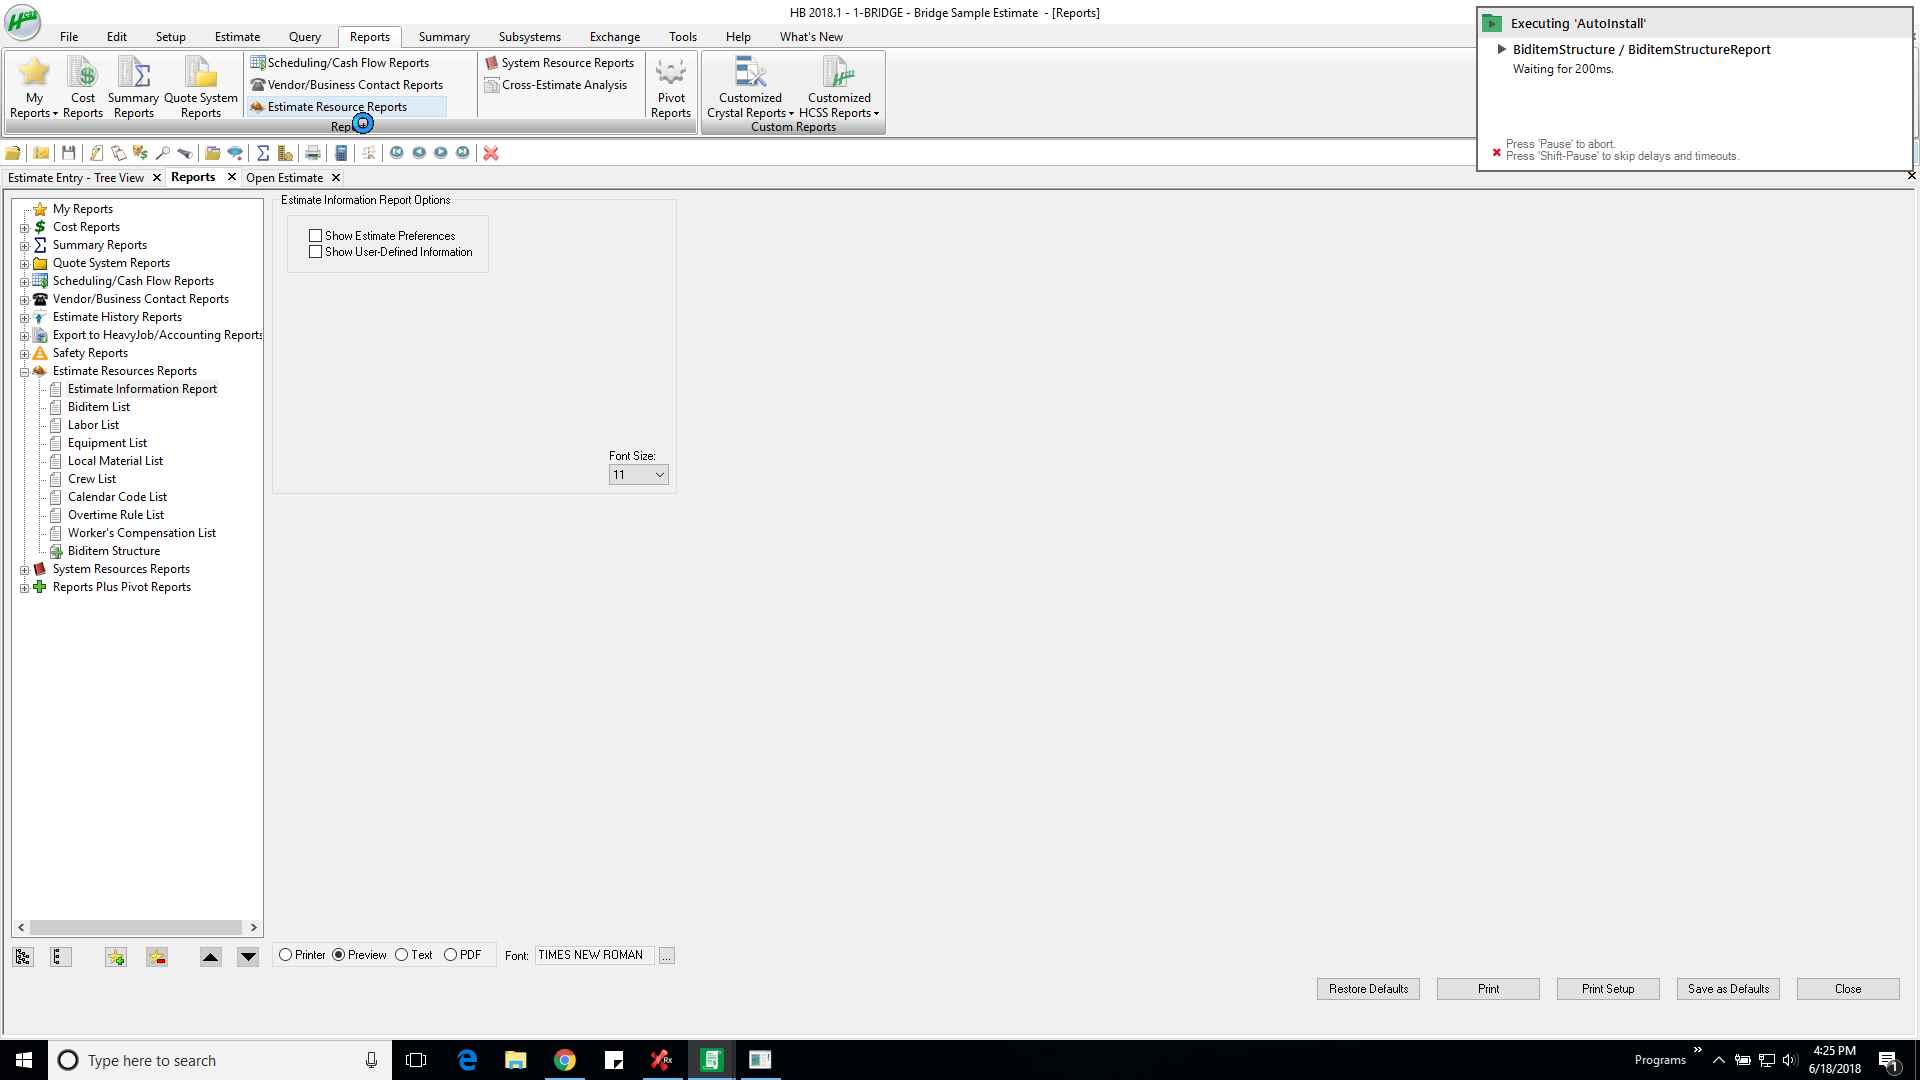 HB 2018.1 - 1-BRIDGE - Bridge Sample Estimate - [Reports]
HCSS
File Edit Setup Estimate Query Reports Summary Subsystems Exchange Tools Help What's New
My Reports
Cost Reports
Summary Reports
Quote System Reports
Scheduling/Cash Flow Reports
Vendor/Business Contact Reports
Estimate Resource Reports
System Resource Reports
Cross-Estimate Analysis
Pivot Reports
Customized Crystal Reports
Customized HCSS Reports
Custom Reports
Executing 'AutoInstall'
BiditemStructure / BiditemStructureReport
Waiting for 200ms.
Press 'Pause' to abort.
Press 'Shift-Pause' to skip delays and timeouts.
Estimate Entry - Tree View Reports Open Estimate
My Reports
Cost Reports
Summary Reports
Quote System Reports
Scheduling/Cash Flow Reports
Vendor/Business Contact Reports
Estimate History Reports
Export to HeavyJob/Accounting Reports
Safety Reports
Estimate Resources Reports
Estimate Information Report
Biditem List
Labor List
Equipment List
Local Material List
Crew List
Calendar Code List
Overtime Rule List
Worker's Compensation List
Biditem Structure
System Resources Reports
Reports Plus Pivot Reports
Estimate Information Report Options
Show Estimate Preferences
Show User-Defined Information
Font Size:
11
Printer Preview Text PDF Font: TIMES NEW ROMAN ...
Restore Defaults Print Print Setup Save as Defaults Close
Type here to search
Programs
4:25 PM
6/18/2018
1